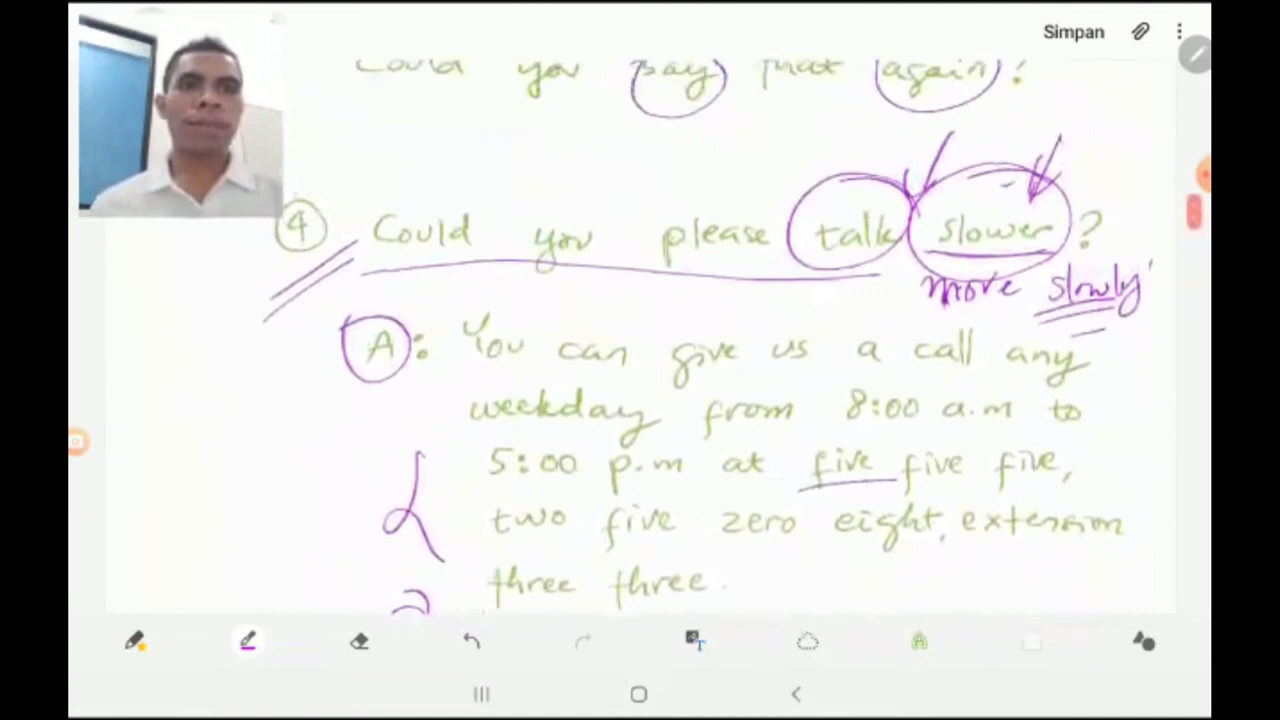 Simpan
Could you say that again?
4 Could you please talk slower?
more slowly
A: You can give us a call any
weekday from 8:00 a.m to
5:00 p.m at five five five,
two five zero eight, extension
three three.